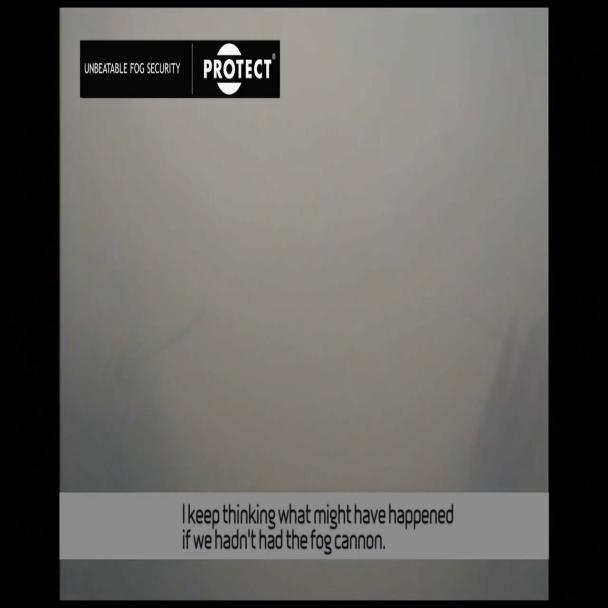 UNBEATABLE FOG SECURITY PROTECT®
I keep thinking what might have happened
if we hadn't had the fog cannon.